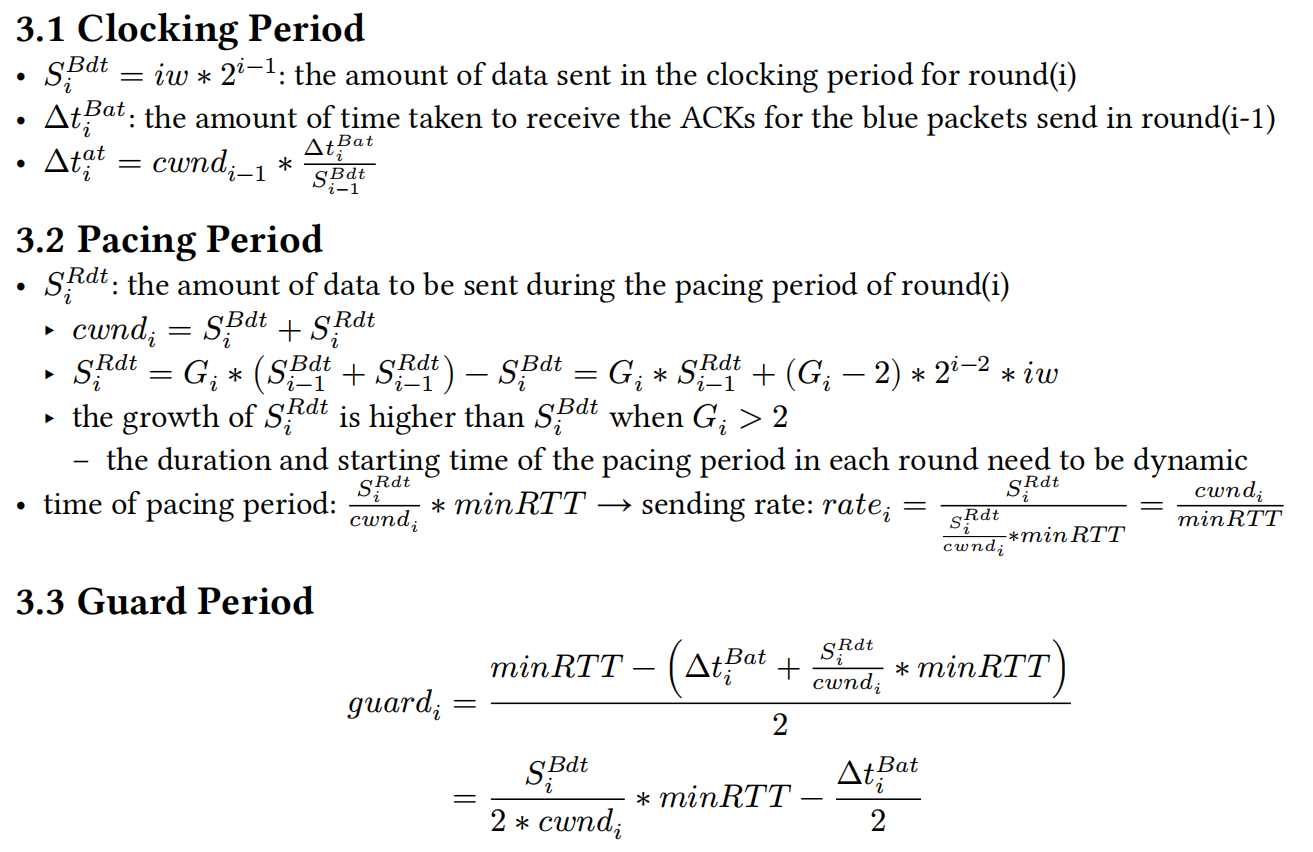 3.1 Clocking Period
• $S_i^{Bdt} = iw * 2^{i-1}$: the amount of data sent in the clocking period for round(i)
• $\Delta t_i^{Bat}$: the amount of time taken to receive the ACKs for the blue packets send in round(i-1)
• $\Delta t_i^{at} = cwnd_{i-1} * \frac{\Delta t_i^{Bat}}{S_{i-1}^{Bdt}}$
3.2 Pacing Period
• $S_i^{Rdt}$: the amount of data to be sent during the pacing period of round(i)
‣ $cwnd_i = S_i^{Bdt} + S_i^{Rdt}$
‣ $S_i^{Rdt} = G_i * (S_{i-1}^{Bdt} + S_{i-1}^{Rdt}) - S_i^{Bdt} = G_i * S_{i-1}^{Rdt} + (G_i - 2) * 2^{i-2} * iw$
‣ the growth of $S_i^{Rdt}$ is higher than $S_i^{Bdt}$ when $G_i > 2$
– the duration and starting time of the pacing period in each round need to be dynamic
• time of pacing period: $\frac{S_i^{Rdt}}{cwnd_i} * minRTT \longrightarrow$ sending rate: $rate_i = \frac{S_i^{Rdt}}{\frac{S_i^{Rdt}}{cwnd_i} * minRTT} = \frac{cwnd_i}{minRTT}$
3.3 Guard Period
$guard_i = \frac{minRTT - \left(\Delta t_i^{Bat} + \frac{S_i^{Rdt}}{cwnd_i} * minRTT\right)}{2}$
$= \frac{S_i^{Bdt}}{2 * cwnd_i} * minRTT - \frac{\Delta t_i^{Bat}}{2}$